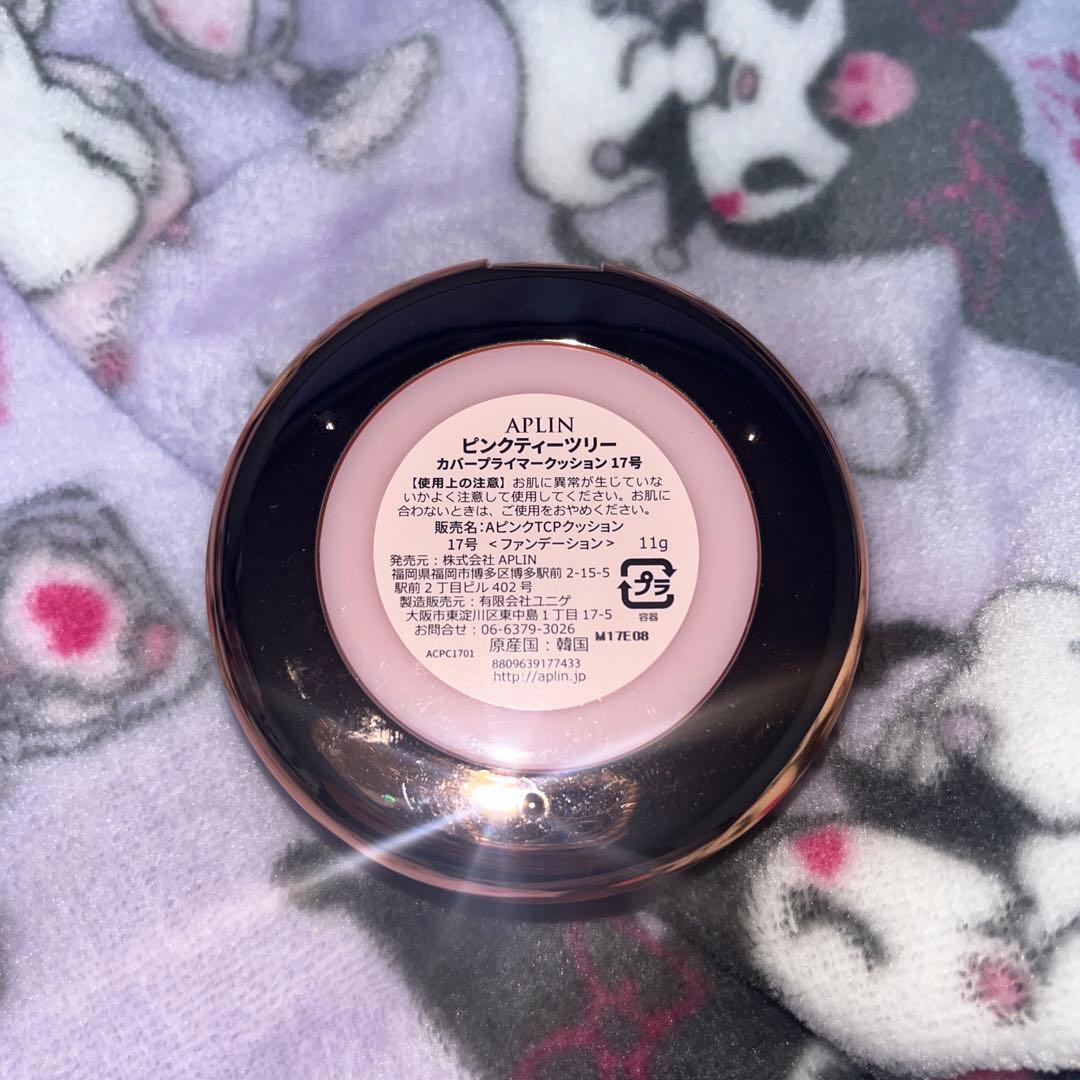 APLIN
ピンクティーツリー
カバープライマークッション 17号
【使用上の注意】お肌に異常が生じていな
いかよく注意して使用してください。お肌に
合わないときは、ご使用をおやめください。
販売名:AピンクTCPクッション
17号 <ファンデーション> 11g
発売元:株式会社 APLIN
福岡県福岡市博多区博多駅前 2-15-5
駅前2丁目ビル 402 号
製造販売元:有限会社ユニゲ
大阪市東淀川区東中島1丁目 17-5
お問合せ:06-6379-3026
プラ
容器
M17E08
ACPC1701 原産国:韓国
8809639177433
http://aplin.jp